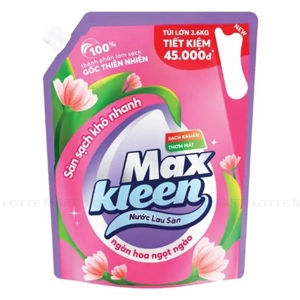 100%
thành phần làm sạch
GỐC THIÊN NHIÊN
TÚI LỚN 3.6KG
TIẾT KIỆM
45.000đ*
NEW
Sàn sạch khô nhanh
SẠCH KHUẨN
THƠM MÁT
Max
kleen
Nước Lau Sàn
ngàn hoa ngọt ngào
LOTTE